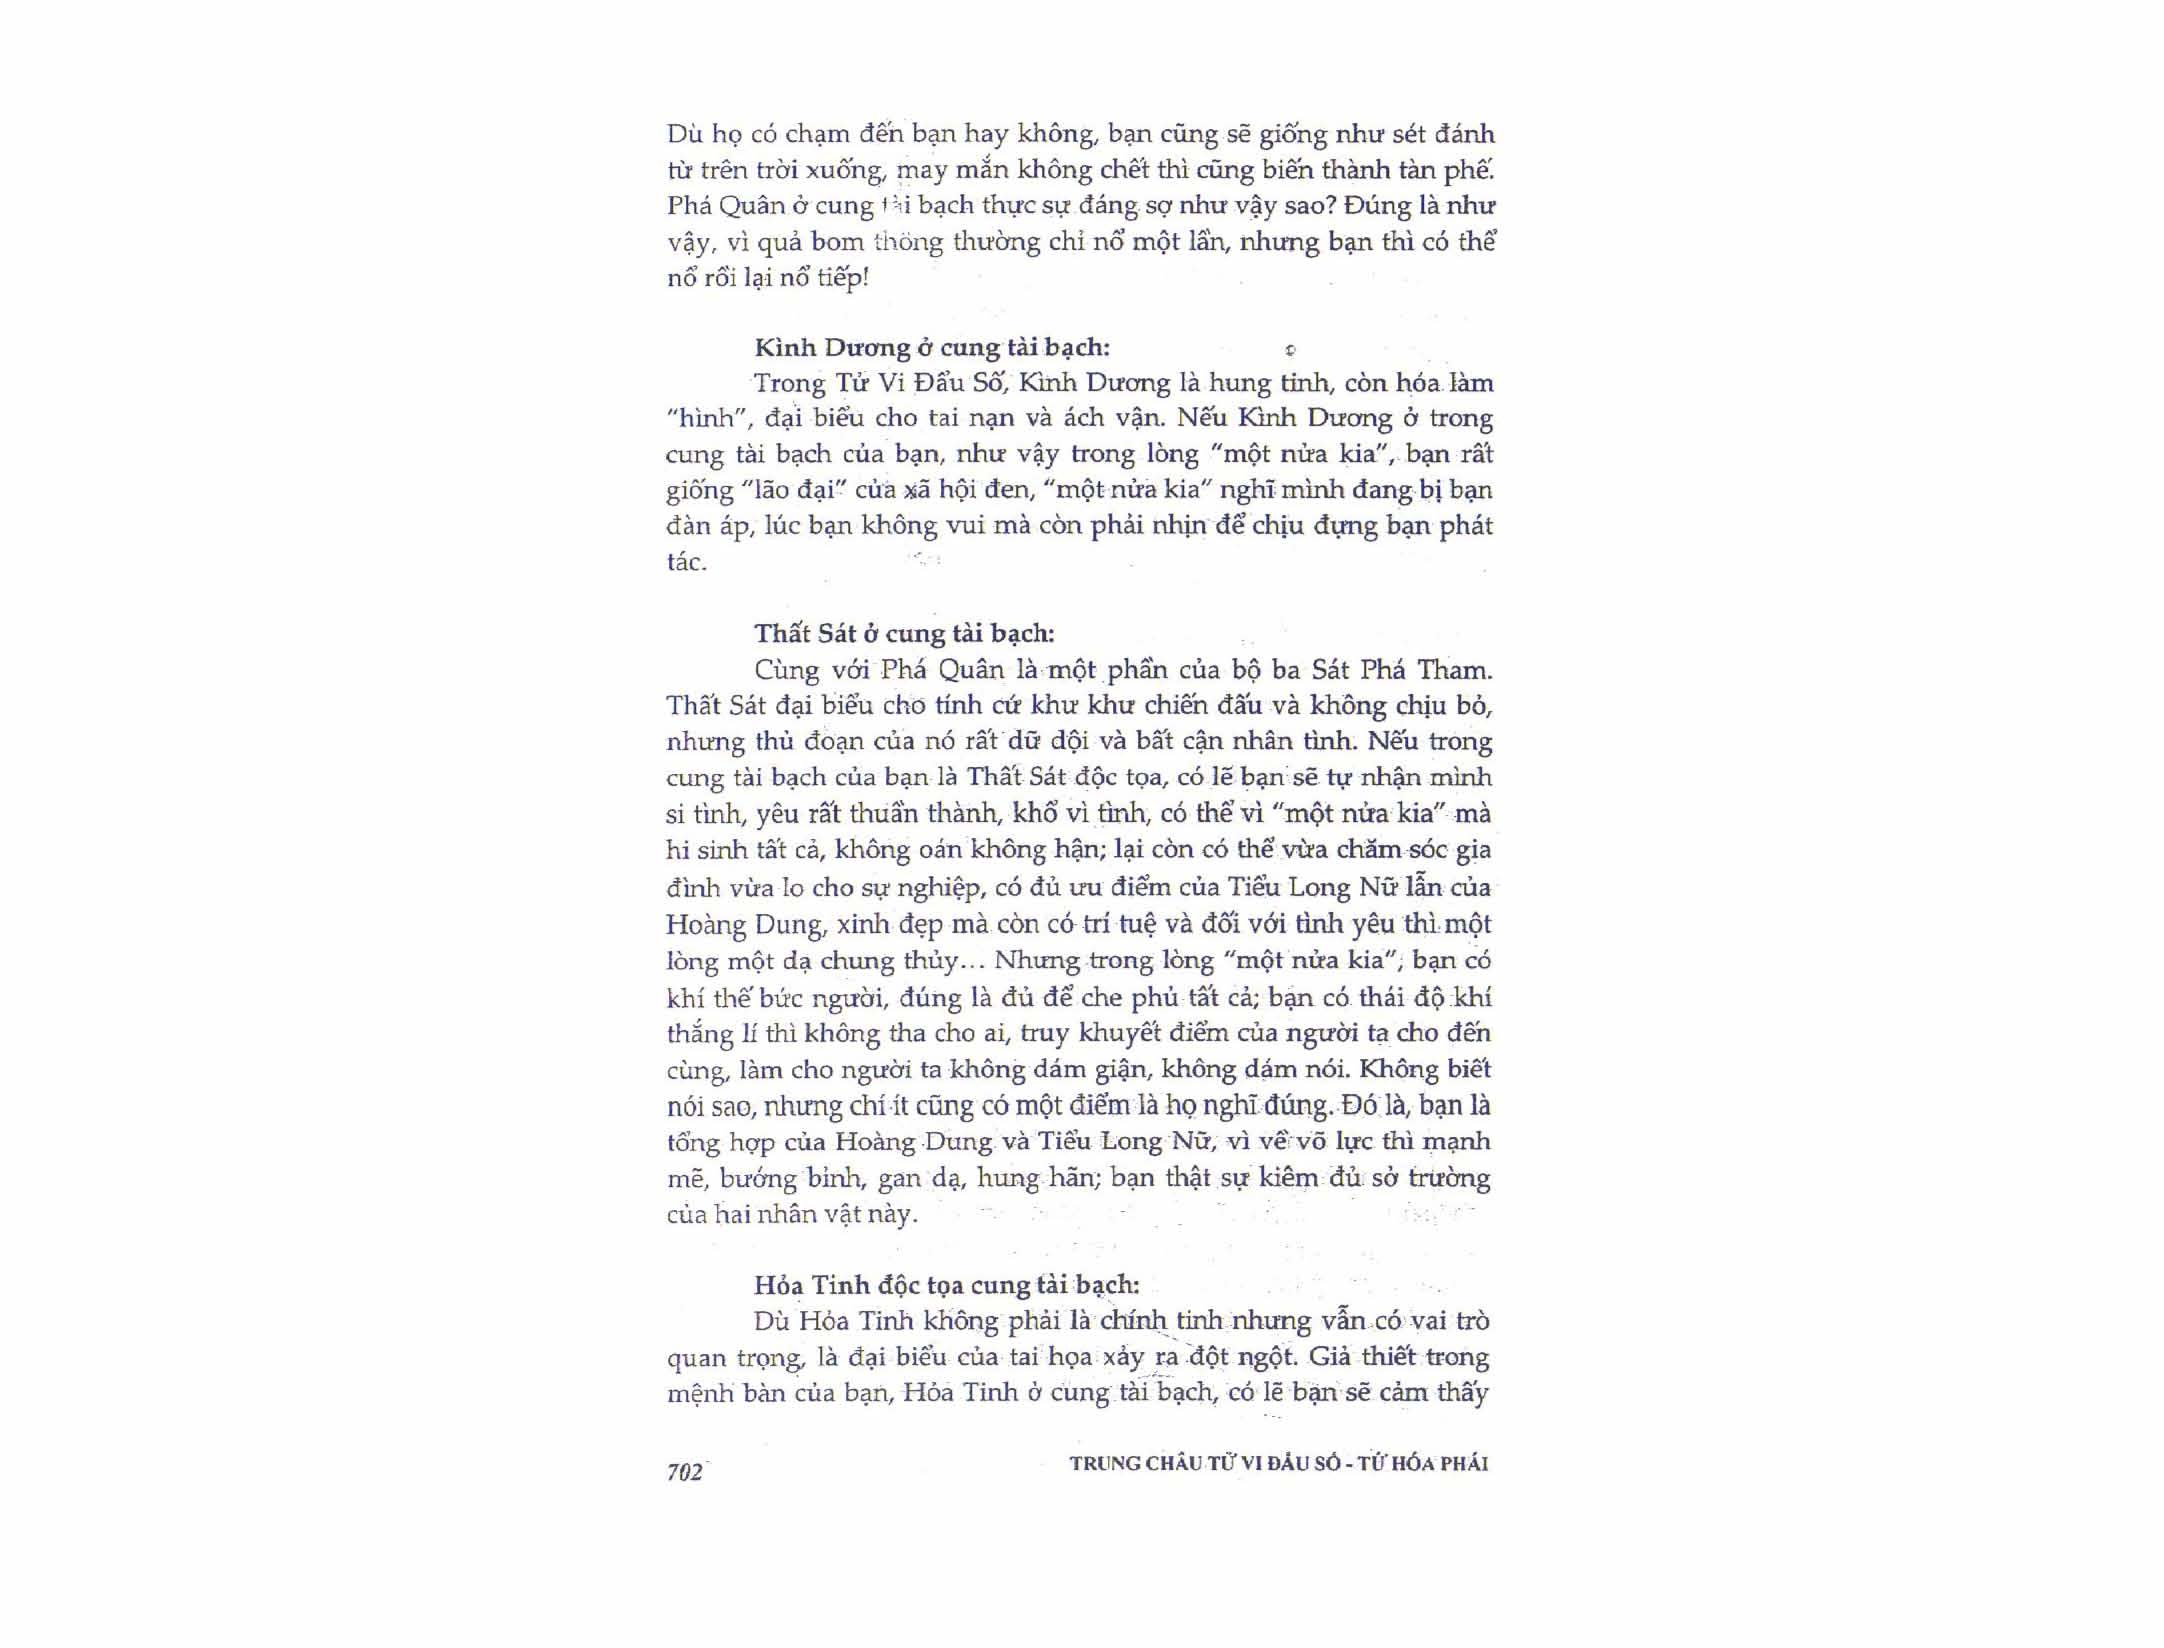 Dù họ có chạm đến bạn hay không, bạn cũng sẽ giống như sét đánh
từ trên trời xuống, may mắn không chết thì cũng biến thành tàn phế.
Phá Quân ở cung tài bạch thực sự đáng sợ như vậy sao? Đúng là như
vậy, vì quả bom thông thường chỉ nổ một lần, nhưng bạn thì có thể
nổ rồi lại nổ tiếp!
Kình Dương ở cung tài bạch:
Trong Tử Vi Đẩu Số, Kình Dương là hung tinh, còn hóa làm
"hình", đại biểu cho tai nạn và ách vận. Nếu Kình Dương ở trong
cung tài bạch của bạn, như vậy trong lòng "một nửa kia", bạn rất
giống "lão đại" của xã hội đen, "một nửa kia" nghĩ mình đang bị bạn
đàn áp, lúc bạn không vui mà còn phải nhịn để chịu đựng bạn phát
tác.
Thất Sát ở cung tài bạch:
Cùng với Phá Quân là một phần của bộ ba Sát Phá Tham.
Thất Sát đại biểu cho tính cứ khư khư chiến đấu và không chịu bỏ,
nhưng thủ đoạn của nó rất dữ dội và bất cận nhân tình. Nếu trong
cung tài bạch của bạn là Thất Sát độc tọa, có lẽ bạn sẽ tự nhận mình
si tình, yêu rất thuần thành, khổ vì tình, có thể vì "một nửa kia" mà
hi sinh tất cả, không oán không hận; lại còn có thể vừa chăm sóc gia
đình vừa lo cho sự nghiệp, có đủ ưu điểm của Tiểu Long Nữ lẫn của
Hoàng Dung, xinh đẹp mà còn có trí tuệ và đối với tình yêu thì một
lòng một dạ chung thủy... Nhưng trong lòng "một nửa kia", bạn có
khí thế bức người, đúng là đủ để che phủ tất cả; bạn có thái độ khí
thắng lí thì không tha cho ai, truy khuyết điểm của người ta cho đến
cùng, làm cho người ta không dám giận, không dám nói. Không biết
nói sao, nhưng chí ít cũng có một điểm là họ nghĩ đúng. Đó là, bạn là
tổng hợp của Hoàng Dung và Tiểu Long Nữ, vì về võ lực thì mạnh
mẽ, bướng bỉnh, gan dạ, hung hãn; bạn thật sự kiêm đủ sở trường
của hai nhân vật này.
Hỏa Tinh độc tọa cung tài bạch:
Dù Hỏa Tinh không phải là chính tinh nhưng vẫn có vai trò
quan trọng, là đại biểu của tai họa xảy ra đột ngột. Giả thiết trong
mệnh bàn của bạn, Hỏa Tinh ở cung tài bạch, có lẽ bạn sẽ cảm thấy
702
TRUNG CHÂU TỬ VI ĐẨU SỐ - TỨ HÓA PHÁI